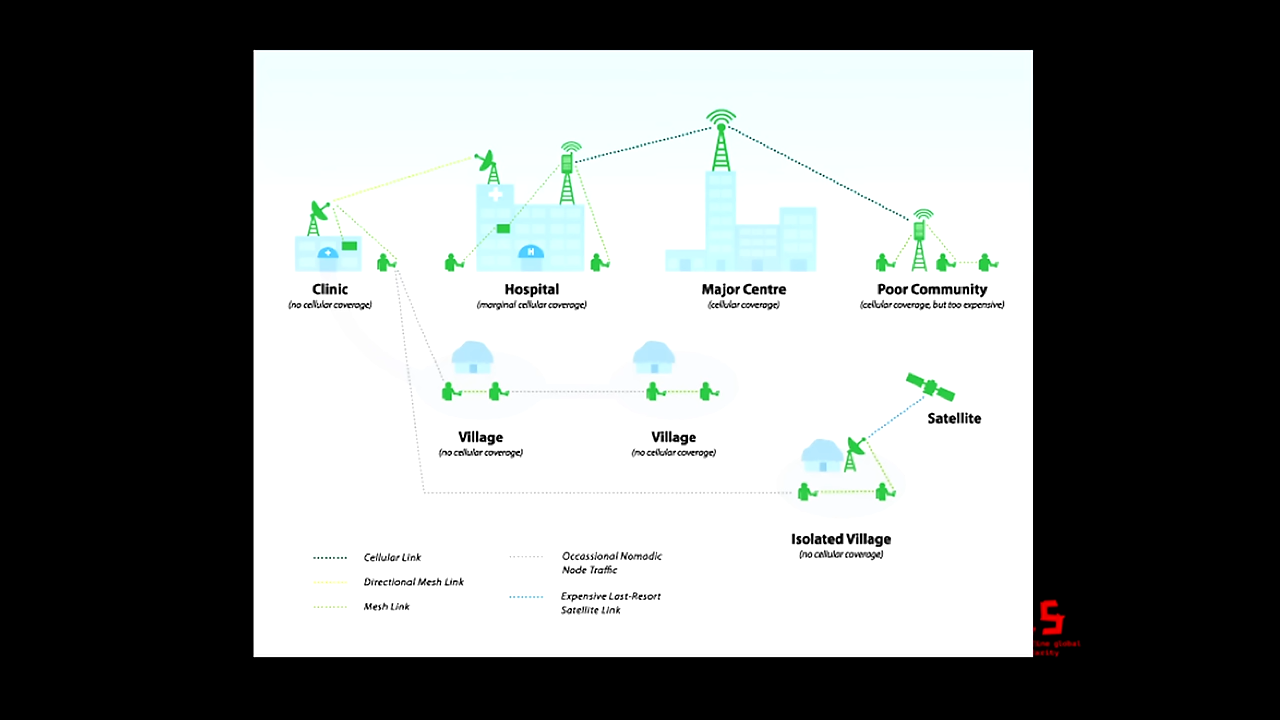 H
Clinic
(no cellular coverage)
Hospital
(marginal cellular coverage)
Major Centre
(cellular coverage)
Poor Community
(cellular coverage, but too expensive)
Village
(no cellular coverage)
Village
(no cellular coverage)
Satellite
Isolated Village
(no cellular coverage)
Cellular Link
Directional Mesh Link
Mesh Link
Occassional Nomadic
Node Traffic
Expensive Last-Resort
Satellite Link
S
global